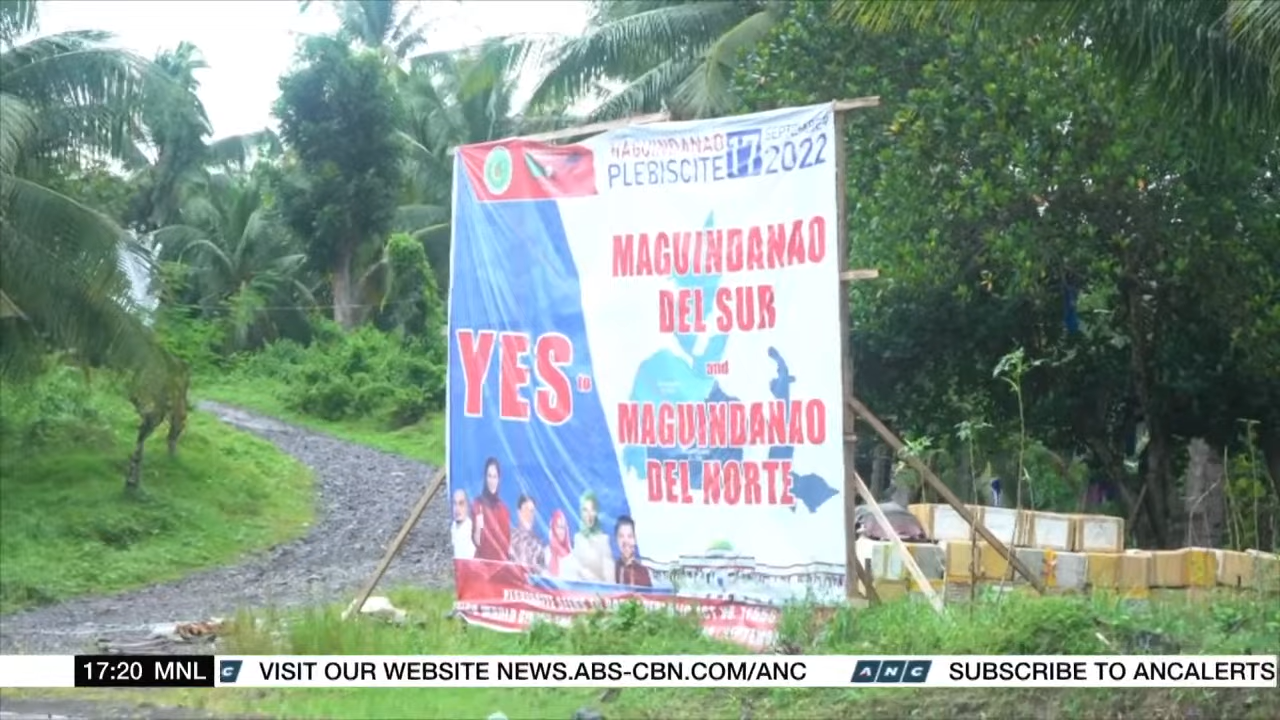 MAGUINDANAO
PLEBISCITE 17 SEPTEMBER 2022
MAGUINDANAO
DEL SUR
YES to
and
MAGUINDANAO
DEL NORTE
17:20 MNL
VISIT OUR WEBSITE NEWS.ABS-CBN.COM/ANC
ANC
SUBSCRIBE TO ANCALERTS